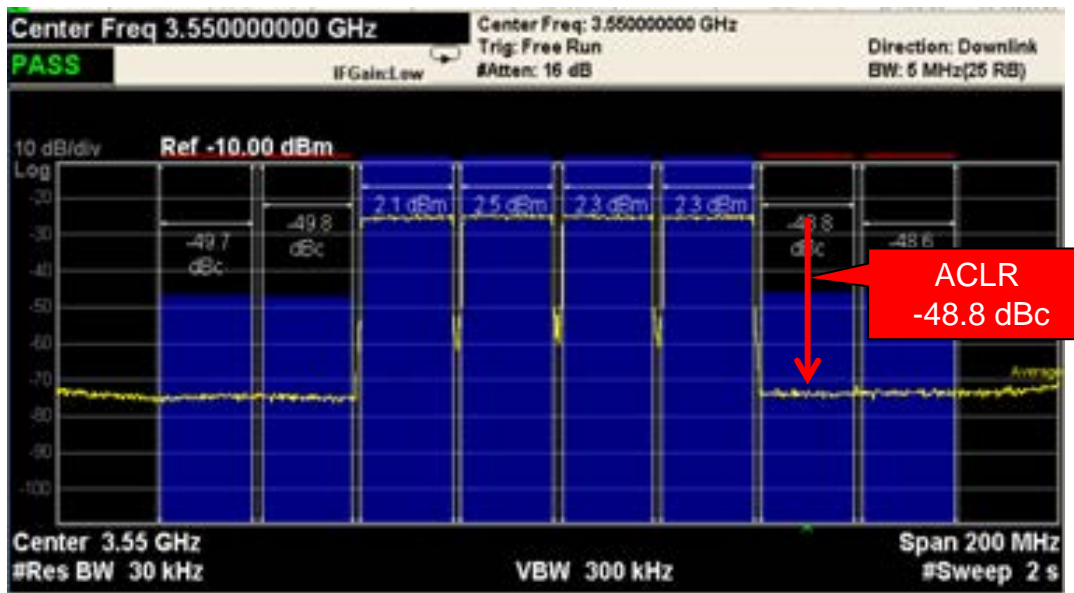 Center Freq 3.550000000 GHz
Center Freq: 3.550000000 GHz
Trig: Free Run
Direction: Downlink
PASS
IFGain:Low
#Atten: 16 dB
BW: 5 MHz(25 RB)
10 dB/div
Ref -10.00 dBm
Log
-20
-30
-40
-50
-60
-70
-80
-90
-100
-49.7
dBc
-49.8
dBc
2.1 dBm
2.5 dBm
2.3 dBm
2.3 dBm
-48.8
dBc
-48.6
ACLR
-48.8 dBc
Average
Center 3.55 GHz
Span 200 MHz
#Res BW 30 kHz
VBW 300 kHz
#Sweep 2 s